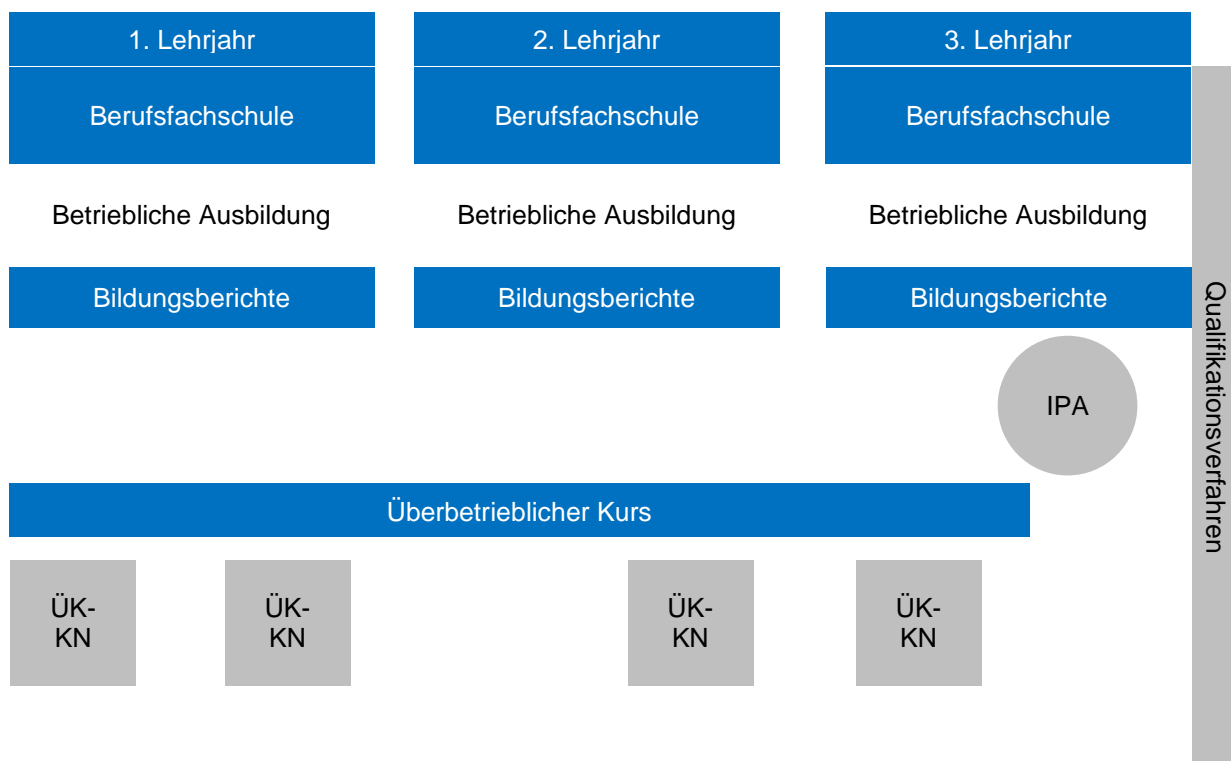 1. Lehrjahr
2. Lehrjahr
3. Lehrjahr
Berufsfachschule
Berufsfachschule
Berufsfachschule
Betriebliche Ausbildung
Betriebliche Ausbildung
Betriebliche Ausbildung
Bildungsberichte
Bildungsberichte
Bildungsberichte
Qualifikationsverfahren
IPA
Überbetrieblicher Kurs
ÜK-
KN
ÜK-
KN
ÜK-
KN
ÜK-
KN